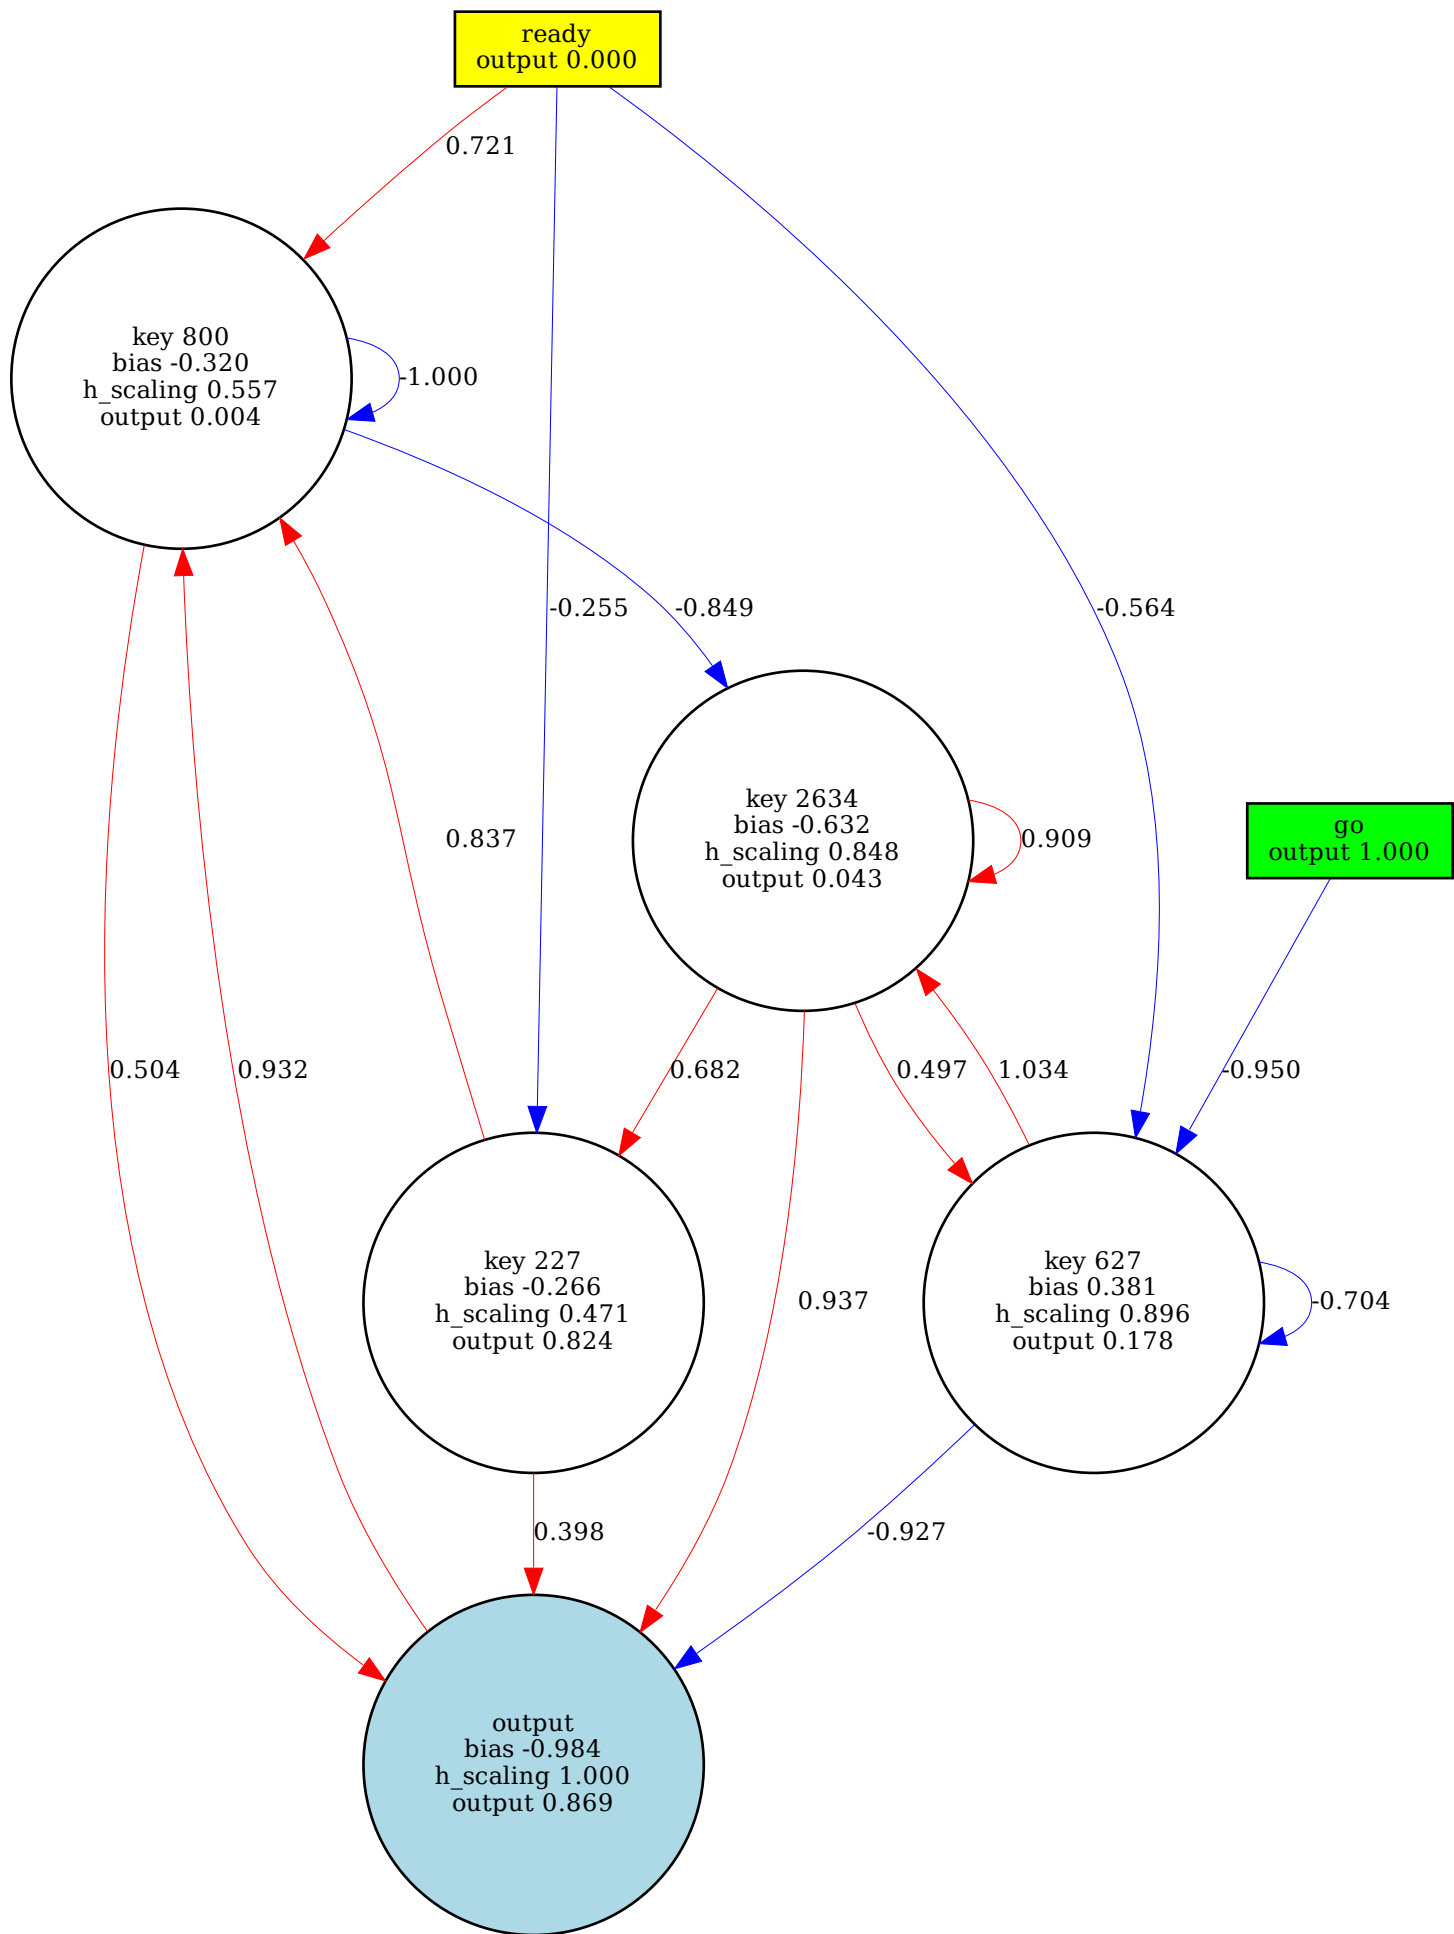 ready
output 0.000
0.721
key 800
bias -0.320
h_scaling 0.557
output 0.004
-1.000
-0.255
-0.849
-0.564
key 2634
bias -0.632
h_scaling 0.848
output 0.043
0.837
0.909
go
output 1.000
0.504
0.932
0.682
0.497
1.034
-0.950
key 227
bias -0.266
h_scaling 0.471
output 0.824
0.937
key 627
bias 0.381
h_scaling 0.896
output 0.178
-0.704
0.398
-0.927
output
bias -0.984
h_scaling 1.000
output 0.869